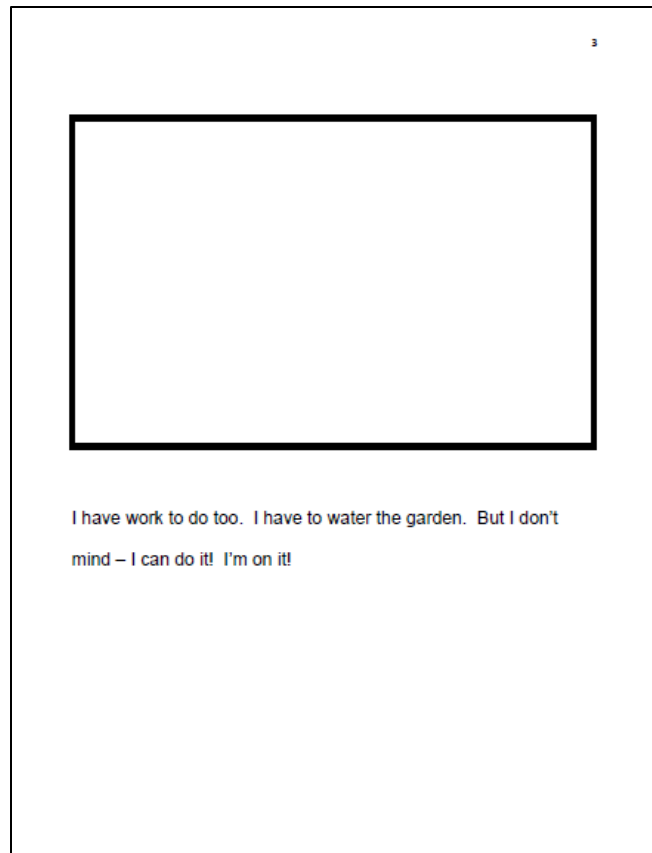 3
I have work to do too.  I have to water the garden.  But I don't
mind – I can do it!  I'm on it!